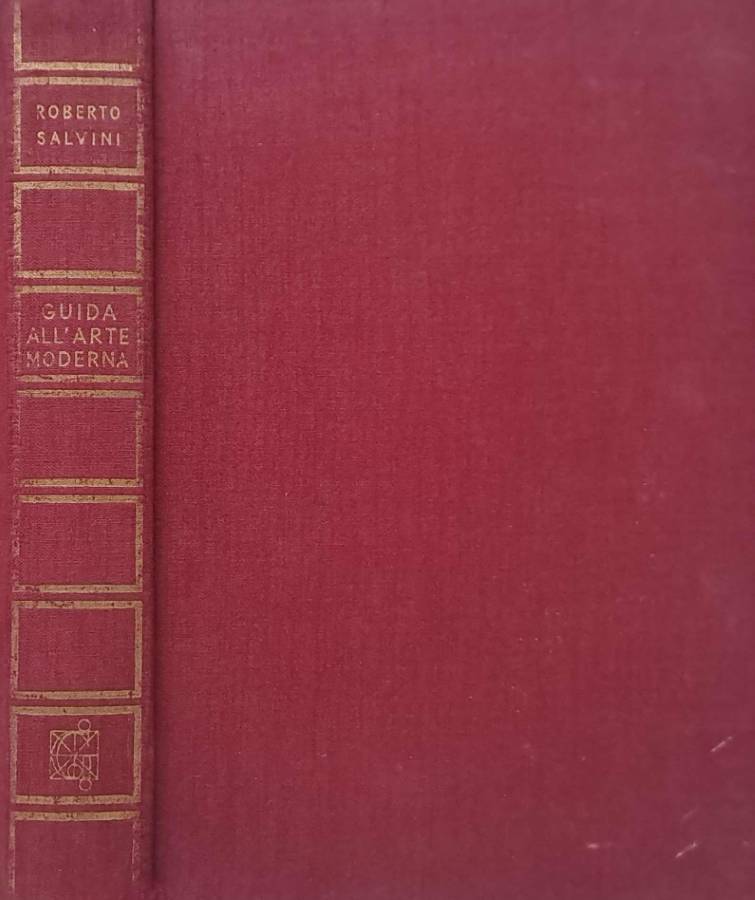 ROBERTO
SALVINI
GUIDA
ALL'ARTE
MODERNA